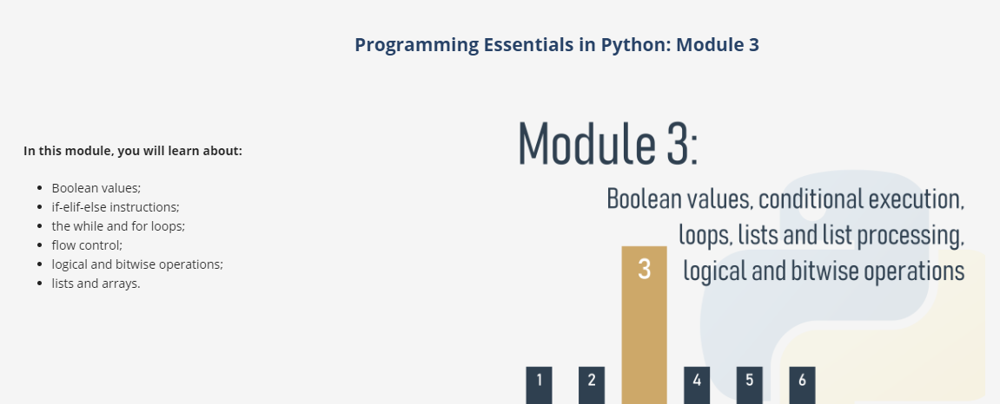 Programming Essentials in Python: Module 3
In this module, you will learn about:
Boolean values;
if-elif-else instructions;
the while and for loops;
flow control;
logical and bitwise operations;
lists and arrays.
Module 3:
Boolean values, conditional execution,
loops, lists and list processing,
logical and bitwise operations
3
1 2 4 5 6